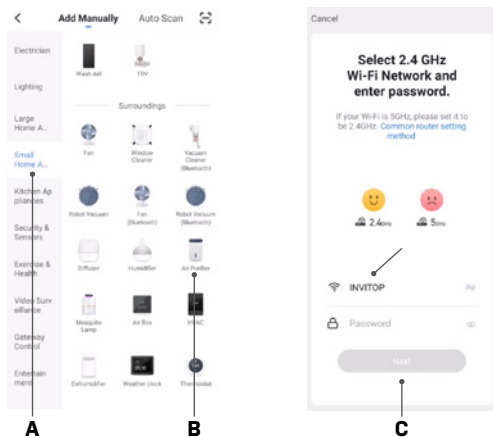 Add Manually Auto Scan
Electrician
Lighting
Large
Home A...
Small
Home A...
Kitchen Ap
pliances
Security &
Sensors
Exercise &
Health
Video Surv
eillance
Gateway
Control
Entertain
ment
Wash Aid TRV
Surroundings
Fan Window
Cleaner Vacuum
Cleaner
(Bluetooth)
Robot Vacuum Fan
(Bluetooth) Robot Vacuum
(Bluetooth)
Diffuser Humidifier Air Purifier
Mosquito
Lamp Air Box HVAC
Dehumidifier Weather clock Thermostat
A B
Cancel
Select 2.4 GHz
Wi-Fi Network and
enter password.
If your Wi-Fi is 5GHz, please set it to
be 2.4GHz. Common router setting
method
2.4GHz 5GHz
INVITOP
Password
Next
C